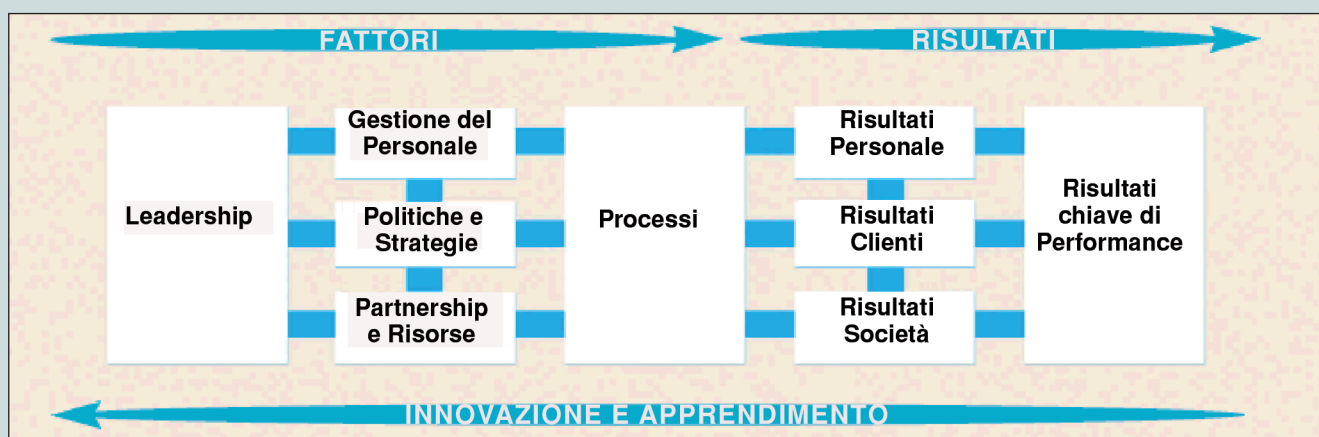 FATTORI
RISULTATI
Leadership
Gestione del
Personale
Politiche e
Strategie
Partnership
e Risorse
Processi
Risultati
Personale
Risultati
Clienti
Risultati
Società
Risultati
chiave di
Performance
INNOVAZIONE E APPRENDIMENTO